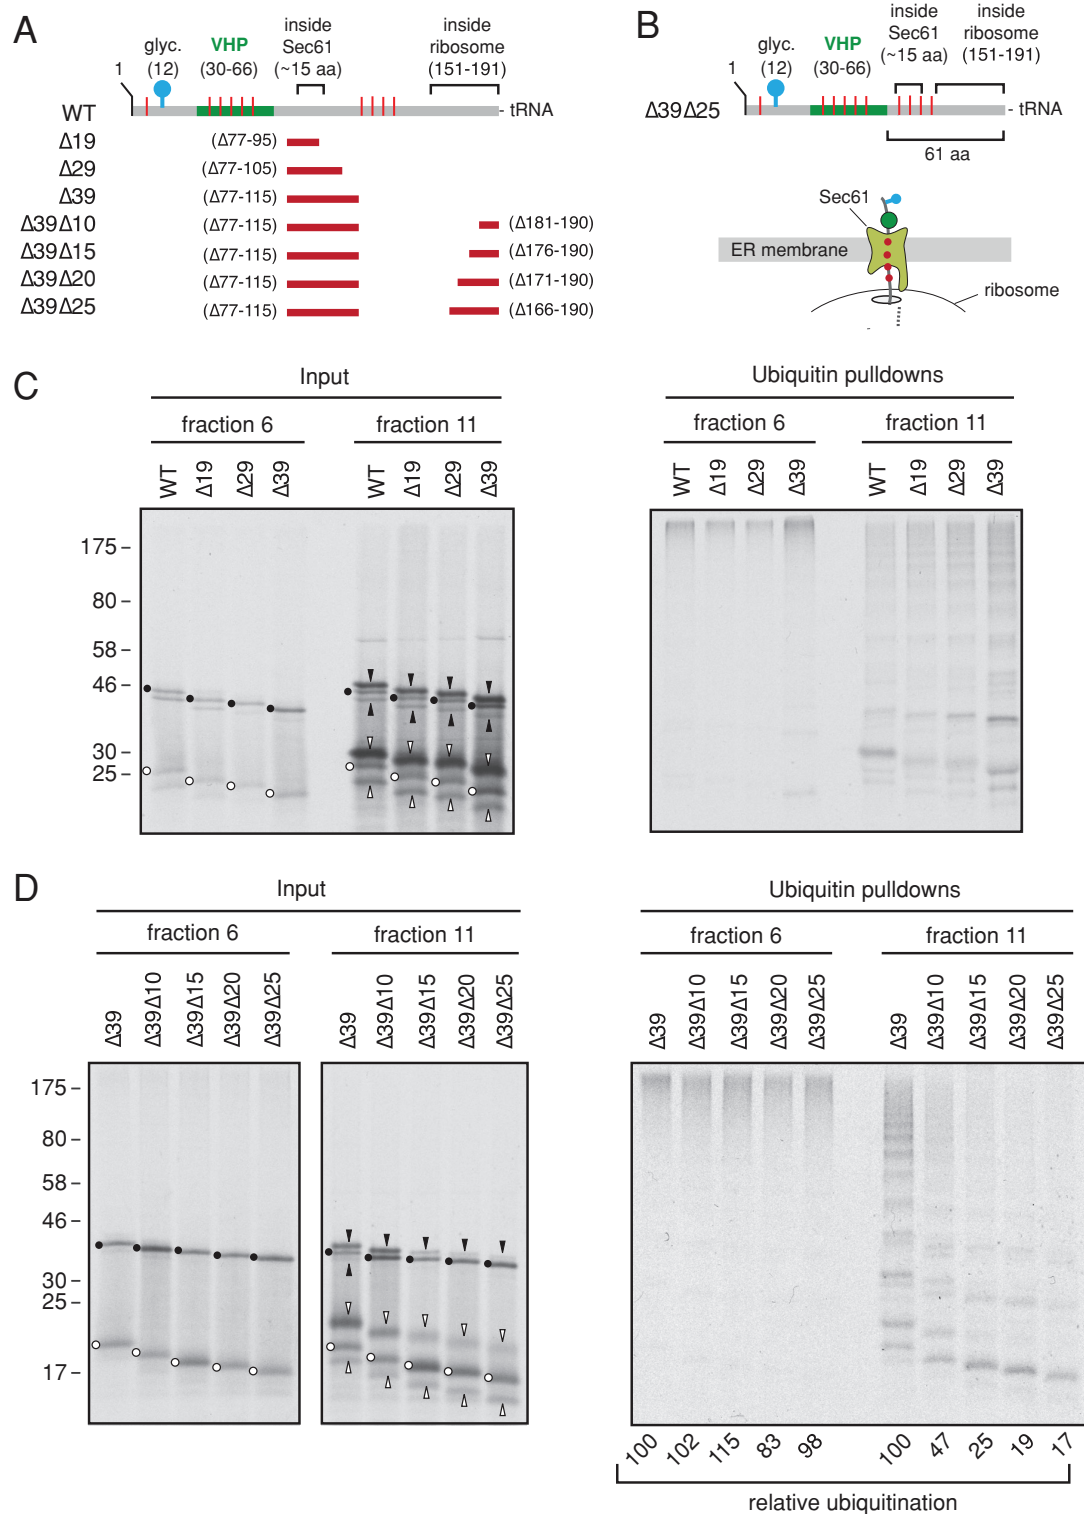 A
glyc.
(12)
VHP
(30-66)
inside
Sec61
(~15 aa)
inside
ribosome
(151-191)
1
WT
- tRNA
Δ19 (Δ77-95)
Δ29 (Δ77-105)
Δ39 (Δ77-115)
Δ39Δ10 (Δ77-115) (Δ181-190)
Δ39Δ15 (Δ77-115) (Δ176-190)
Δ39Δ20 (Δ77-115) (Δ171-190)
Δ39Δ25 (Δ77-115) (Δ166-190)
B
glyc.
(12)
VHP
(30-66)
inside
Sec61
(~15 aa)
inside
ribosome
(151-191)
1
Δ39Δ25
- tRNA
61 aa
Sec61
ER membrane
ribosome
C
Input
fraction 6 fraction 11
WT Δ19 Δ29 Δ39 WT Δ19 Δ29 Δ39
175
80
58
46
30
25
Ubiquitin pulldowns
fraction 6 fraction 11
WT Δ19 Δ29 Δ39 WT Δ19 Δ29 Δ39
D
Input
fraction 6 fraction 11
Δ39 Δ39Δ10 Δ39Δ15 Δ39Δ20 Δ39Δ25 Δ39 Δ39Δ10 Δ39Δ15 Δ39Δ20 Δ39Δ25
175
80
58
46
30
25
17
Ubiquitin pulldowns
fraction 6 fraction 11
Δ39 Δ39Δ10 Δ39Δ15 Δ39Δ20 Δ39Δ25 Δ39 Δ39Δ10 Δ39Δ15 Δ39Δ20 Δ39Δ25
100 102 115 83 98 100 47 25 19 17
relative ubiquitination